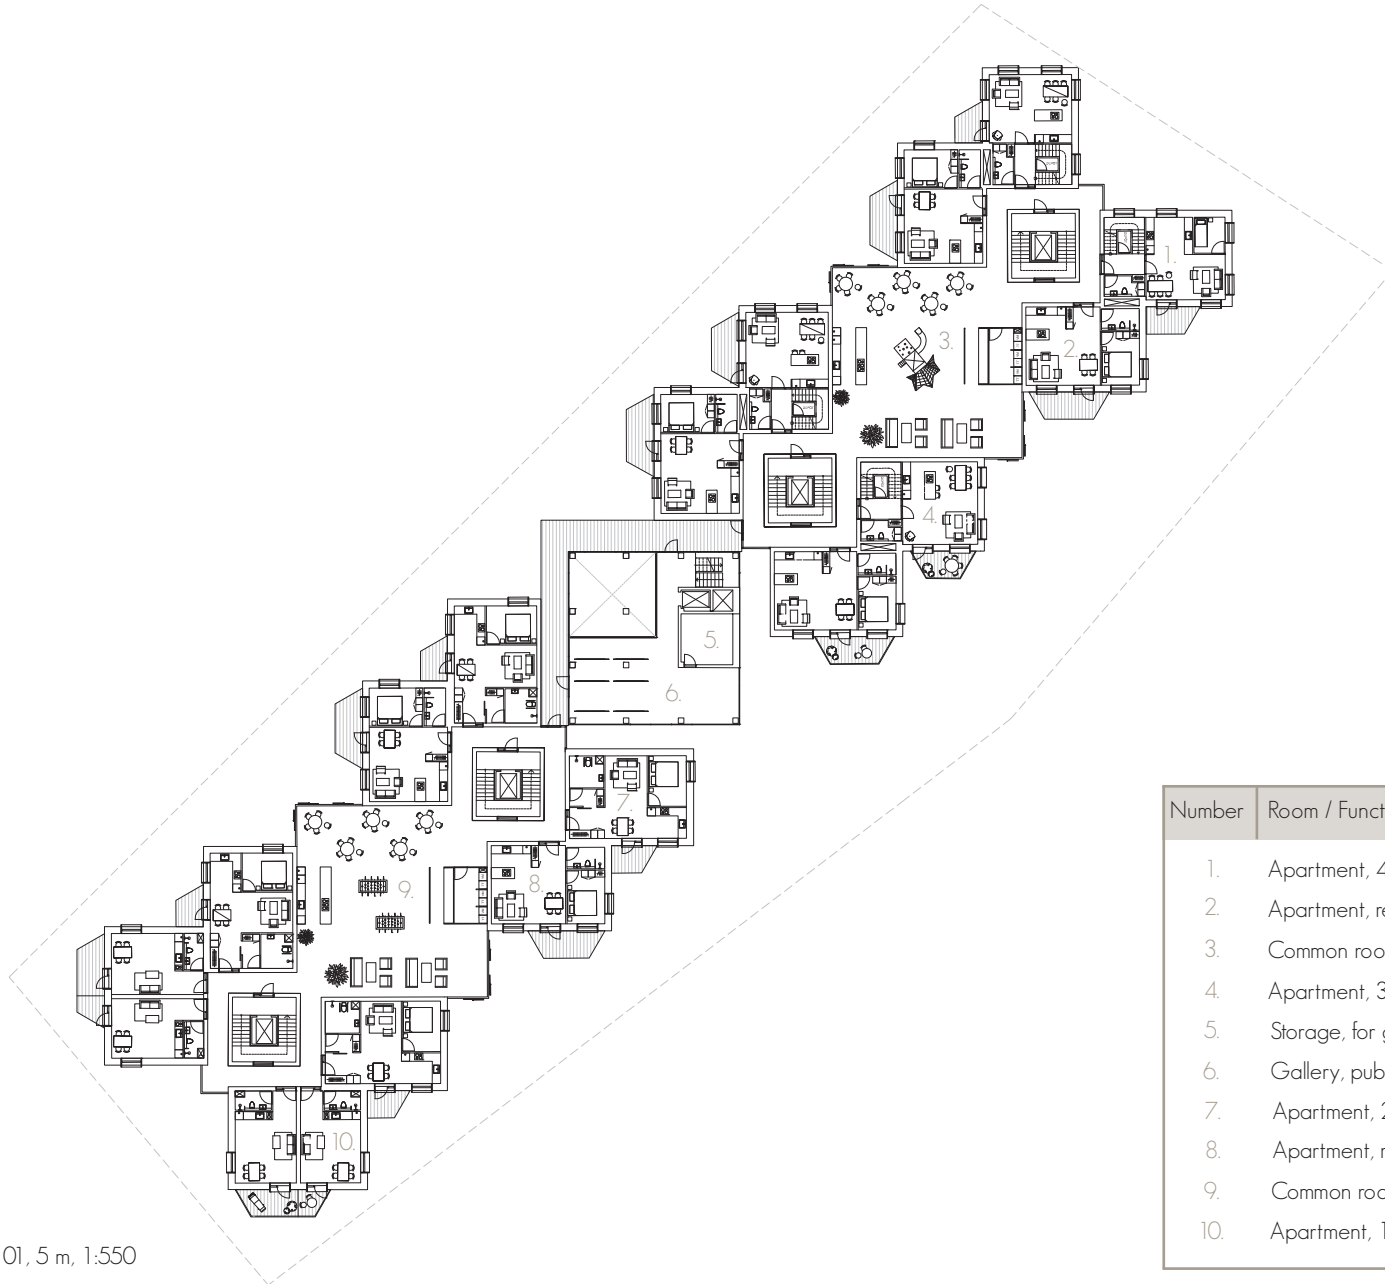 1.
2.
3.
4.
5.
6.
7.
8.
9.
10.
Number Room / Funct
1. Apartment, 4
2. Apartment, re
3. Common roo
4. Apartment, 3
5. Storage, for g
6. Gallery, pub
7. Apartment, 2
8. Apartment, r
9. Common roo
10. Apartment, 1
01, 5 m, 1:550